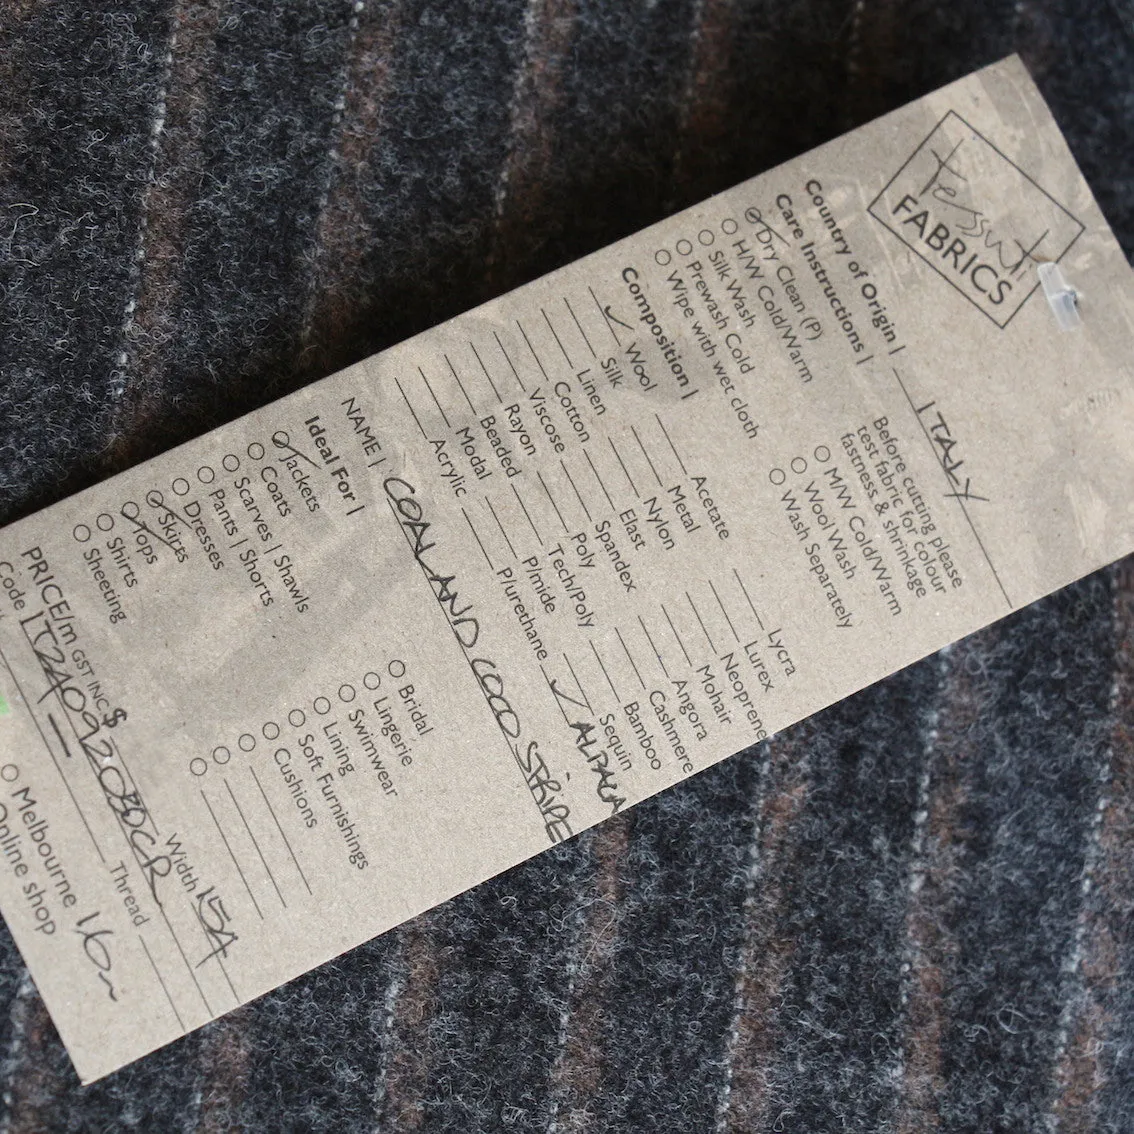 Tessuti
FABRICS
Country of Origin | ITALY
Care Instructions |
Dry Clean (P)
H/W Cold/Warm
Silk Wash
Prewash Cold
Wipe with wet cloth
Before cutting please
test fabric for colour
fastness & shrinkage
M/W Cold/Warm
Wool Wash
Wash Separately
Composition |
✓ Wool
Silk
Linen
Cotton
Viscose
Rayon
Beaded
Modal
Acrylic
Acetate
Metal
Nylon
Elast
Spandex
Poly
Tech/Poly
P/mide
P/urethane
Lycra
Lurex
Neoprene
Mohair
Angora
Cashmere
Bamboo
Sequin
✓ ALPACA
NAME | COAL AND COCO STRIPE
Ideal For |
Jackets
Coats
Scarves | Shawls
Pants | Shorts
Dresses
Skirts
Tops
Shirts
Sheeting
Bridal
Lingerie
Swimwear
Lining
Soft Furnishings
Cushions
PRICE/m GST INC $
Width 154
Code |
Thread
Melbourne 1.6m
Online shop